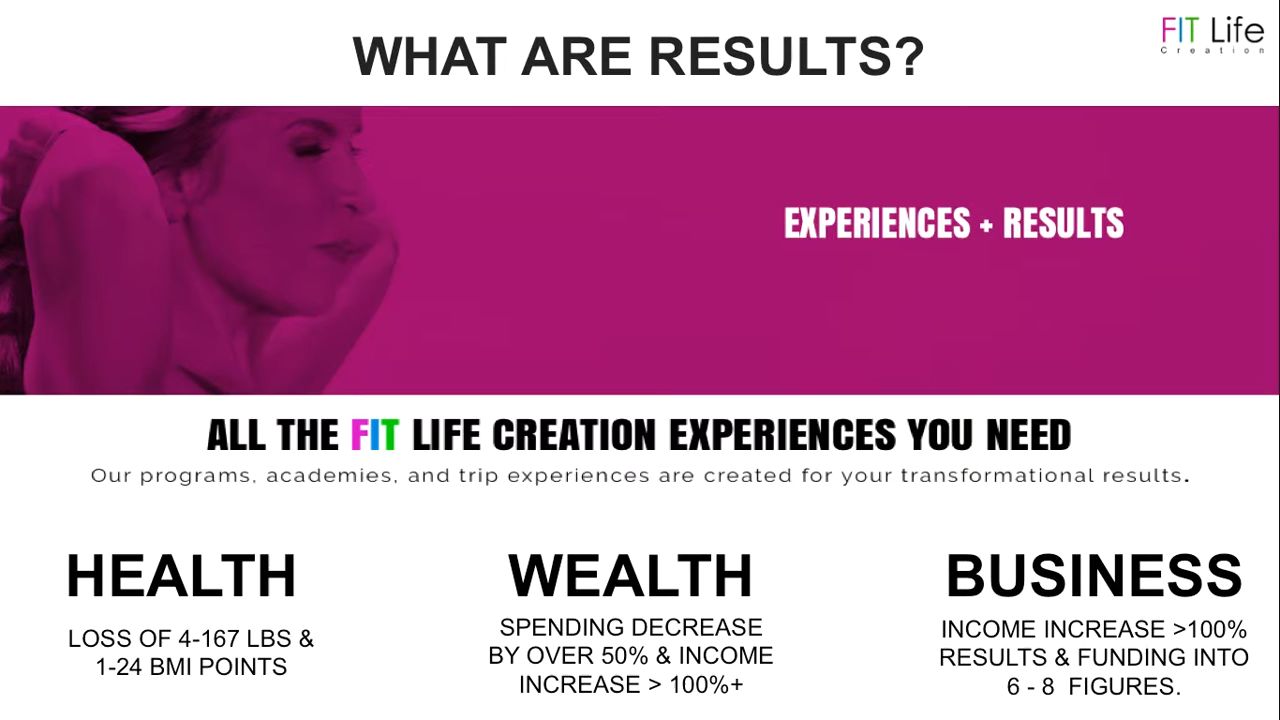 WHAT ARE RESULTS?
FIT Life
Creation
EXPERIENCES + RESULTS
ALL THE FIT LIFE CREATION EXPERIENCES YOU NEED
Our programs, academies, and trip experiences are created for your transformational results.
HEALTH
LOSS OF 4-167 LBS &
1-24 BMI POINTS
WEALTH
SPENDING DECREASE
BY OVER 50% & INCOME
INCREASE > 100%+
BUSINESS
INCOME INCREASE >100%
RESULTS & FUNDING INTO
6 - 8 FIGURES.